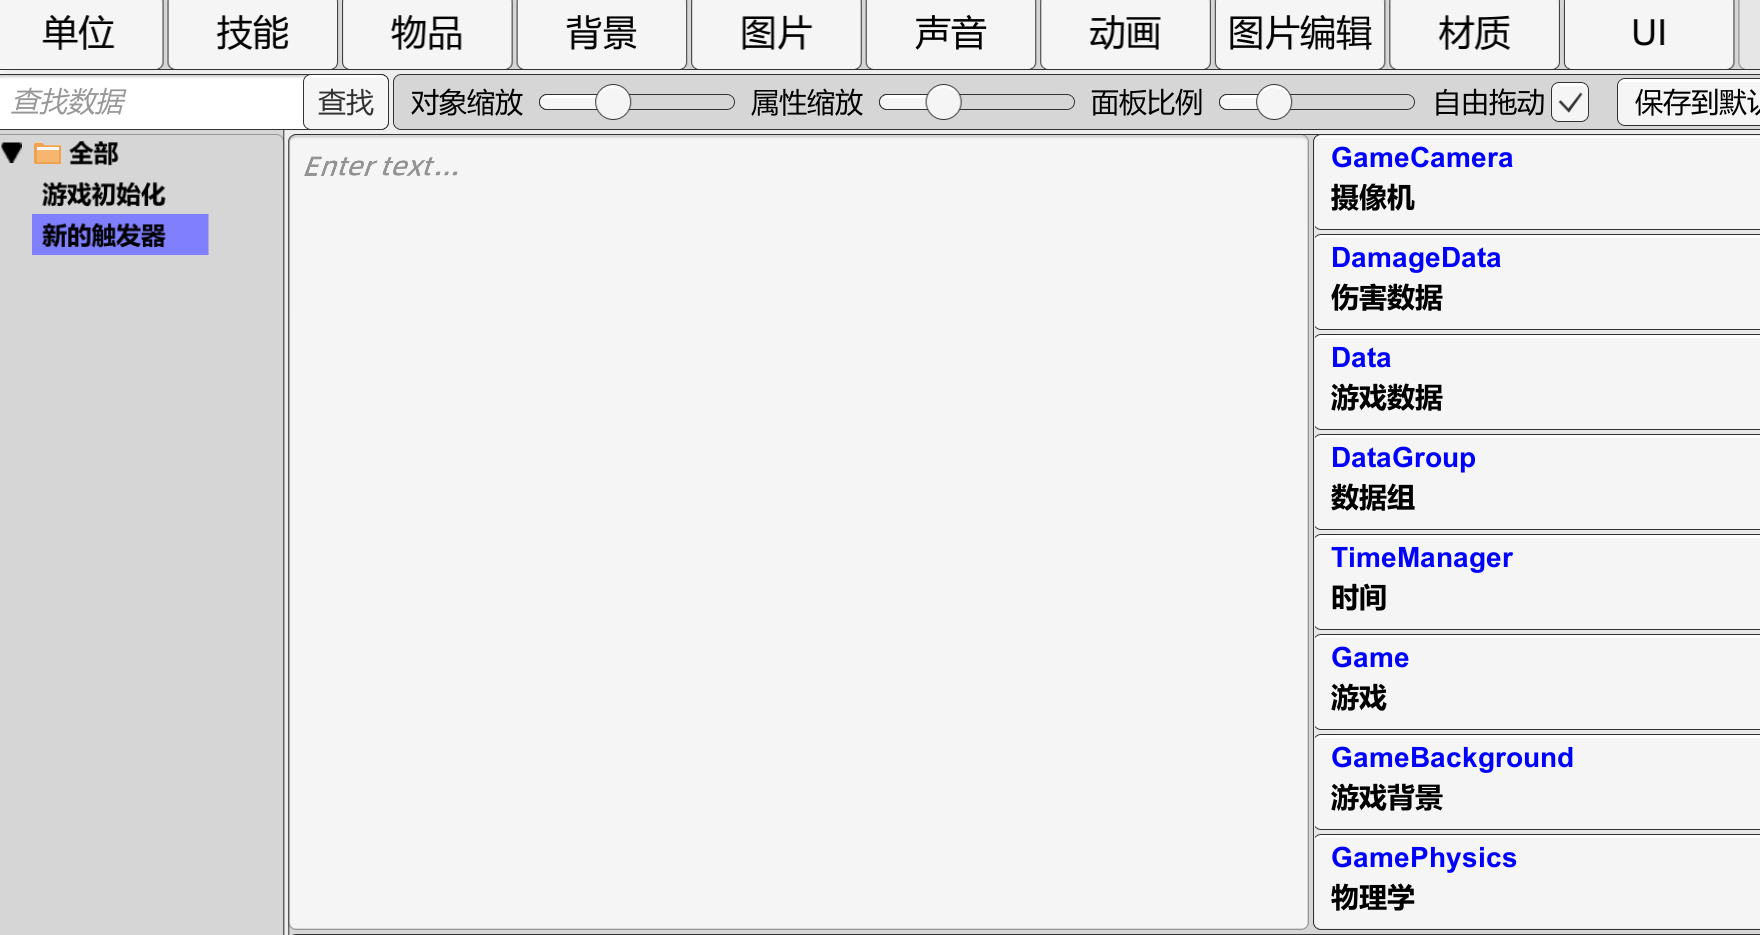 单位 技能 物品 背景 图片 声音 动画 图片编辑 材质 UI
查找数据 查找 对象缩放 属性缩放 面板比例 自由拖动 保存到默
全部
游戏初始化
新的触发器
Enter text...
GameCamera
摄像机
DamageData
伤害数据
Data
游戏数据
DataGroup
数据组
TimeManager
时间
Game
游戏
GameBackground
游戏背景
GamePhysics
物理学